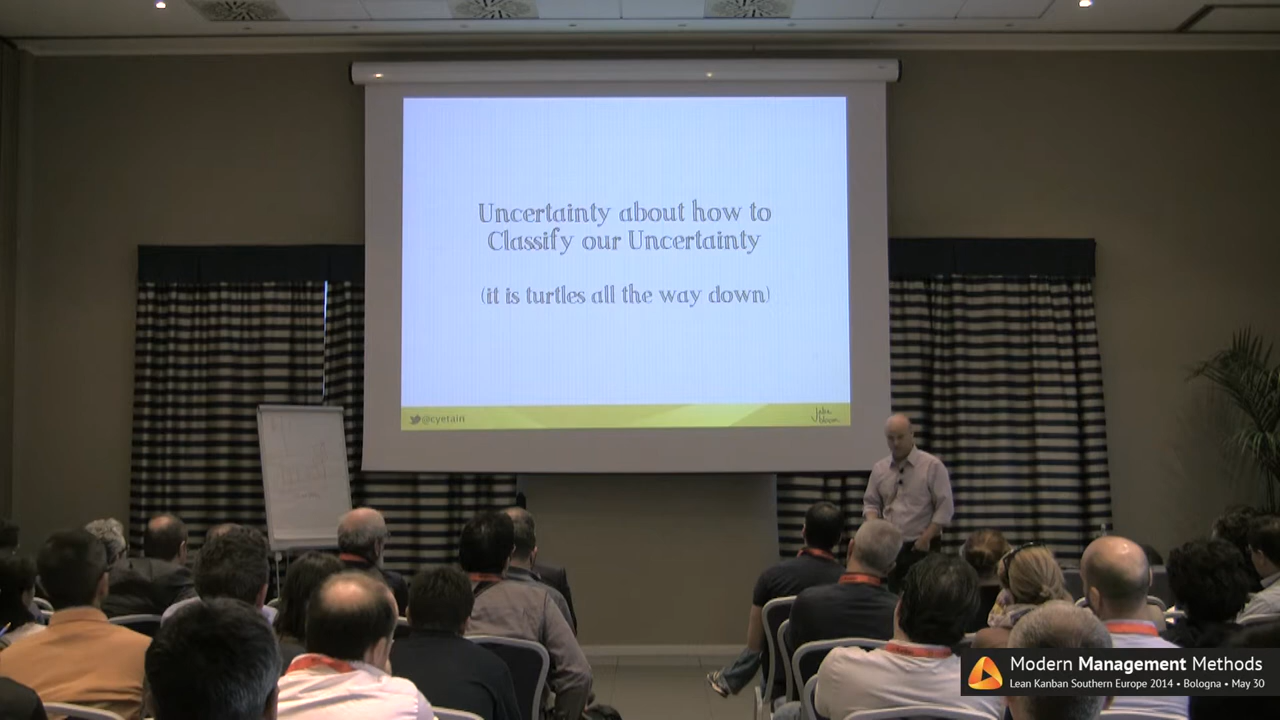 Uncertainty about how to
Classify our Uncertainty
(it is turtles all the way down)
@cyetain
Modern Management Methods
Lean Kanban Southern Europe 2014 • Bologna • May 30